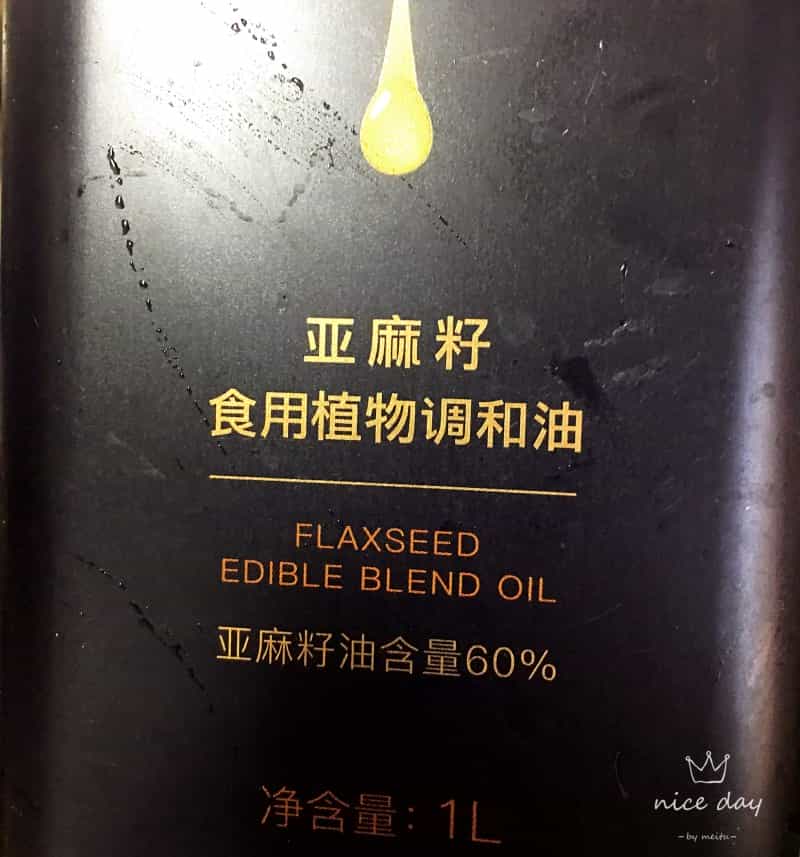 亚麻籽
食用植物调和油
FLAXSEED
EDIBLE BLEND OIL
亚麻籽油含量60%
净含量：1L
nice day
-by meitu-